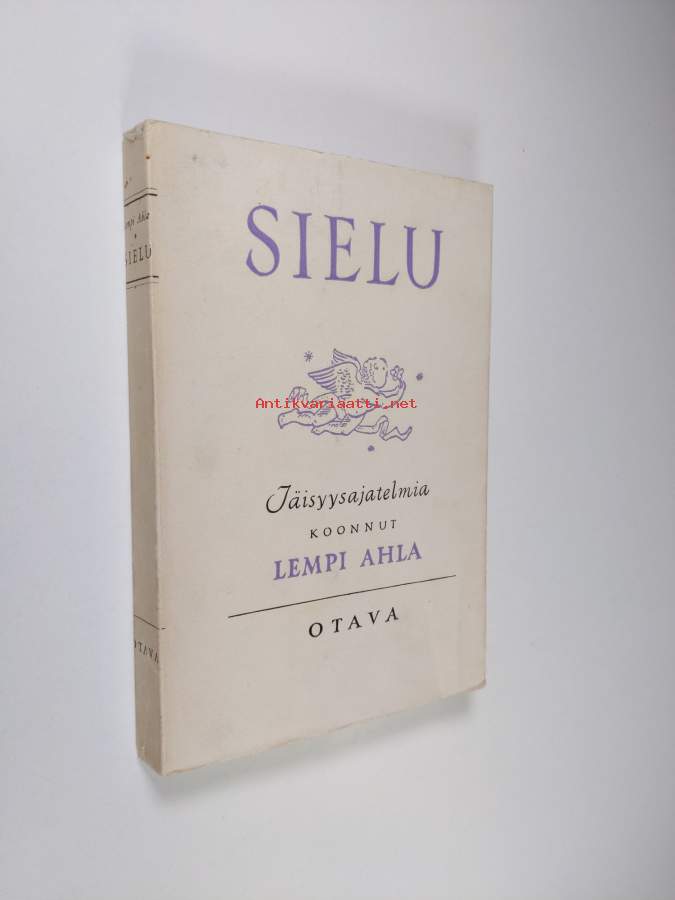 SIELU
Antikvariaatti.net
Iäisyysajatelmia
KOONNUT
LEMPI AHLA
OTAVA
Lempi Ahla
SIELU
OTAVA